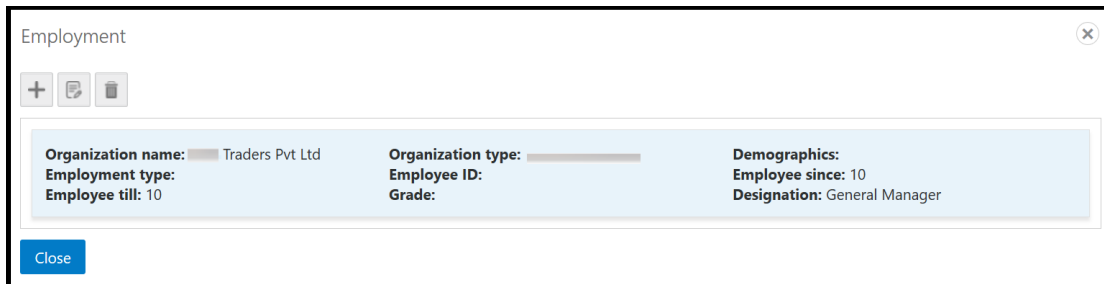 Employment
Organization name: Traders Pvt Ltd
Organization type:
Demographics:
Employment type:
Employee ID:
Employee since: 10
Employee till: 10
Grade:
Designation: General Manager
Close